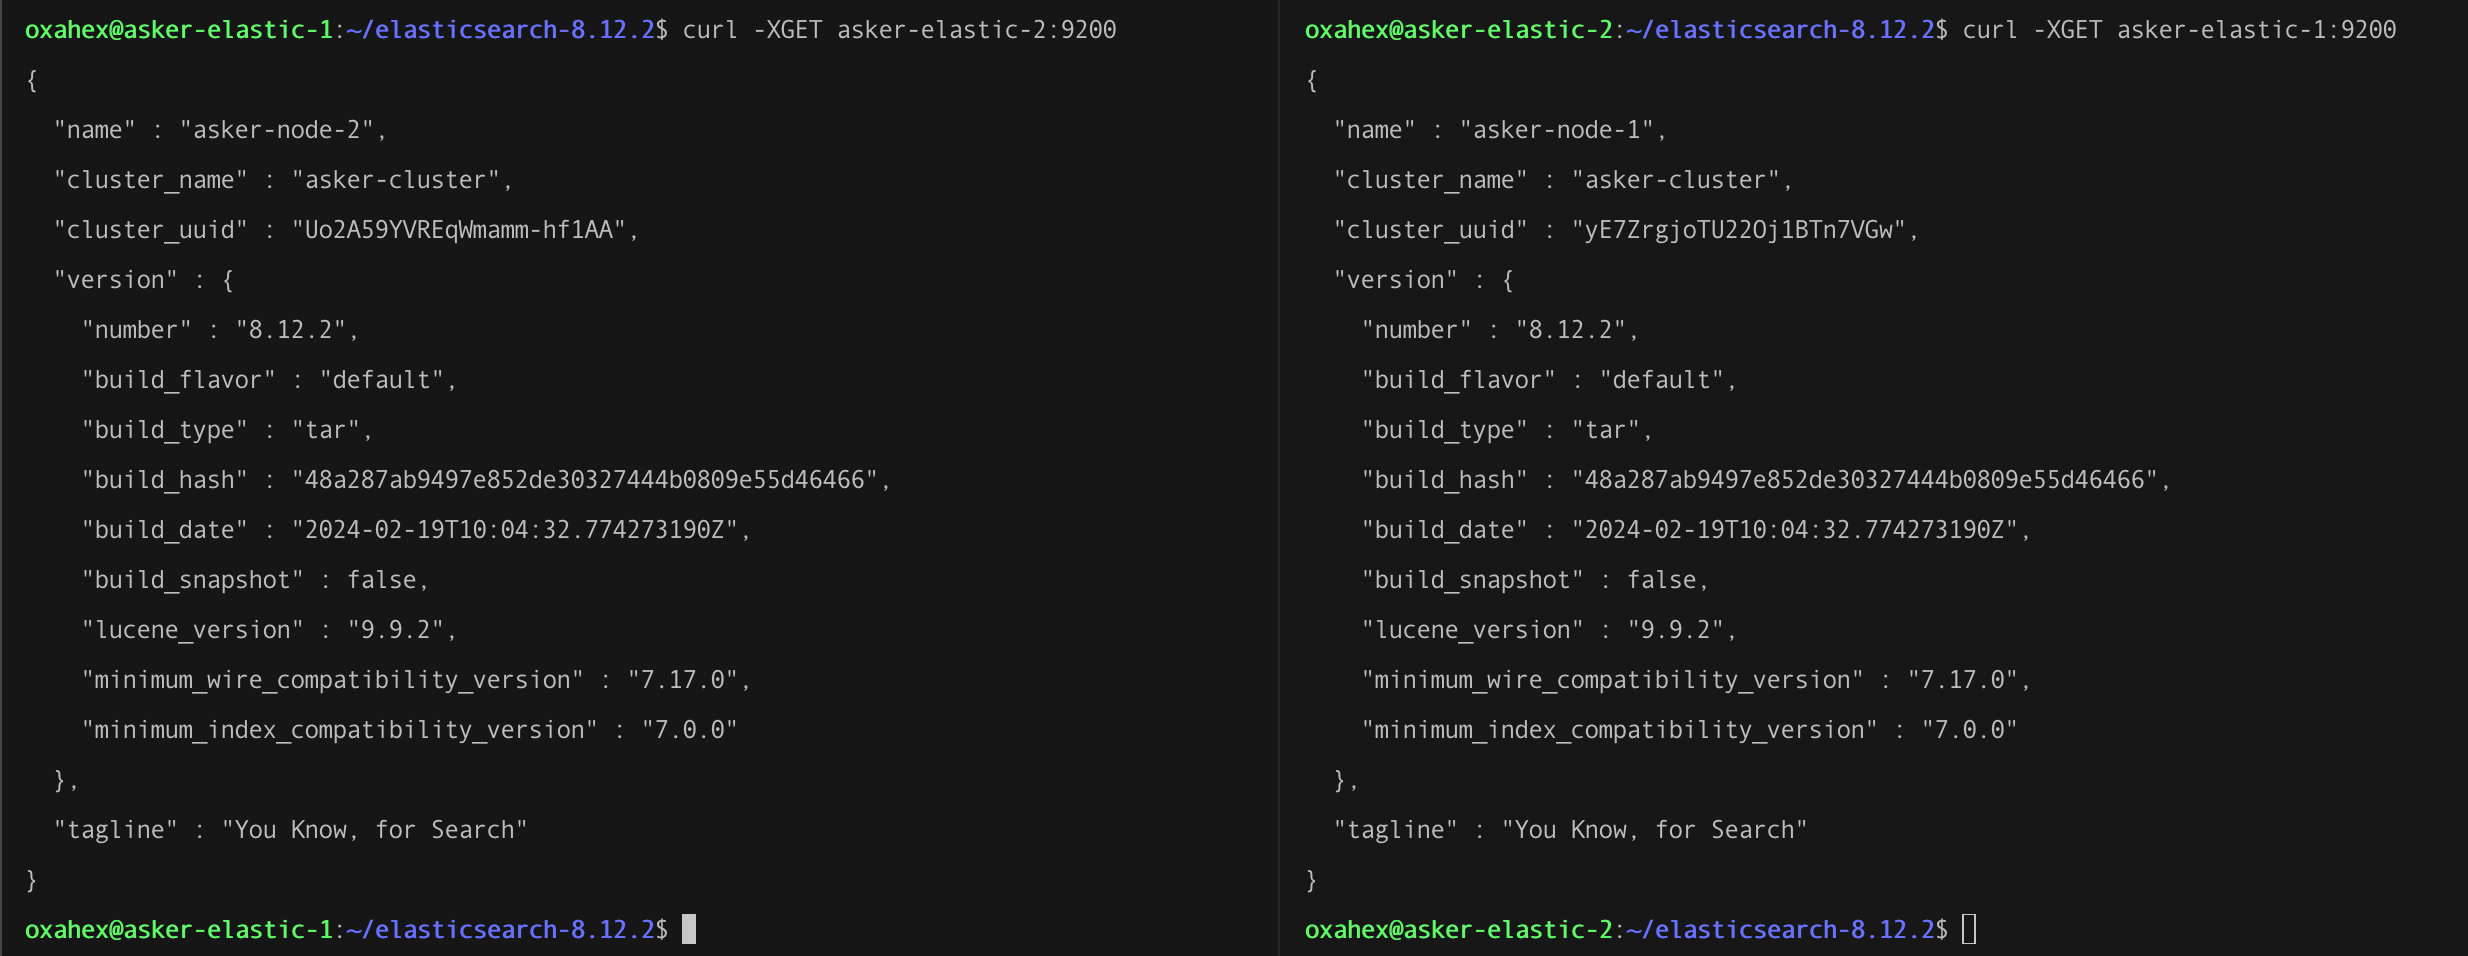 oxahex@asker-elastic-1:~/elasticsearch-8.12.2$ curl -XGET asker-elastic-2:9200
{
  "name" : "asker-node-2",
  "cluster_name" : "asker-cluster",
  "cluster_uuid" : "Uo2A59YVREqWmamm-hf1AA",
  "version" : {
    "number" : "8.12.2",
    "build_flavor" : "default",
    "build_type" : "tar",
    "build_hash" : "48a287ab9497e852de30327444b0809e55d46466",
    "build_date" : "2024-02-19T10:04:32.774273190Z",
    "build_snapshot" : false,
    "lucene_version" : "9.9.2",
    "minimum_wire_compatibility_version" : "7.17.0",
    "minimum_index_compatibility_version" : "7.0.0"
  },
  "tagline" : "You Know, for Search"
}
oxahex@asker-elastic-1:~/elasticsearch-8.12.2$
oxahex@asker-elastic-2:~/elasticsearch-8.12.2$ curl -XGET asker-elastic-1:9200
{
  "name" : "asker-node-1",
  "cluster_name" : "asker-cluster",
  "cluster_uuid" : "yE7ZrgjoTU22Oj1BTn7VGw",
  "version" : {
    "number" : "8.12.2",
    "build_flavor" : "default",
    "build_type" : "tar",
    "build_hash" : "48a287ab9497e852de30327444b0809e55d46466",
    "build_date" : "2024-02-19T10:04:32.774273190Z",
    "build_snapshot" : false,
    "lucene_version" : "9.9.2",
    "minimum_wire_compatibility_version" : "7.17.0",
    "minimum_index_compatibility_version" : "7.0.0"
  },
  "tagline" : "You Know, for Search"
}
oxahex@asker-elastic-2:~/elasticsearch-8.12.2$